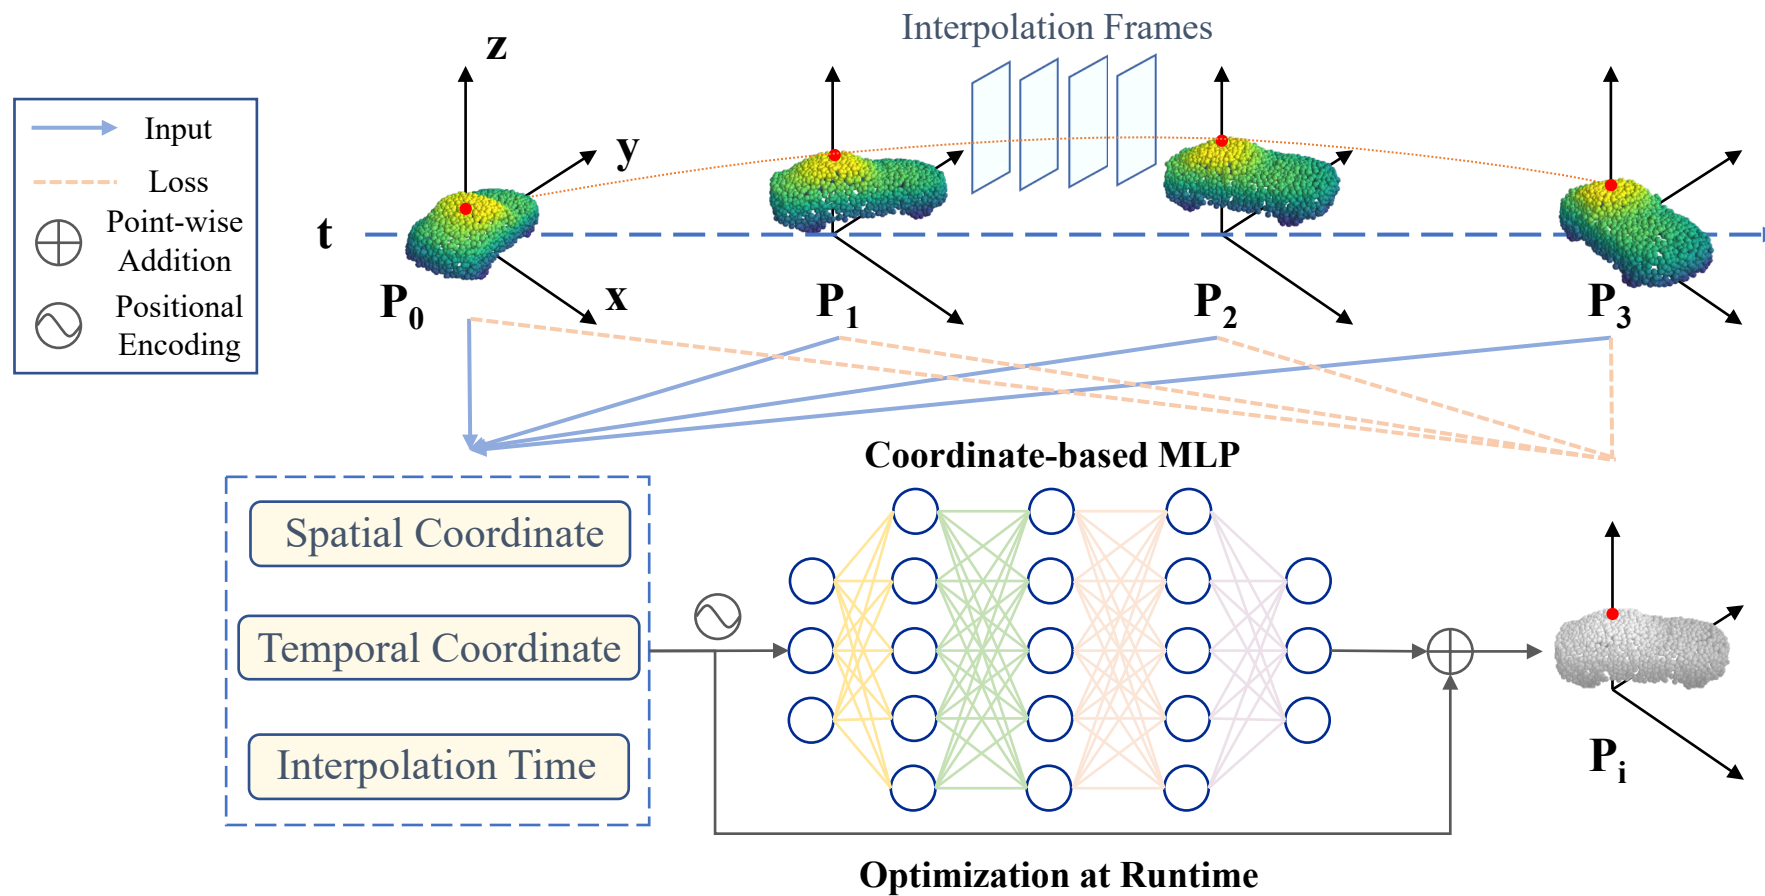 Interpolation Frames
z
y
t
x
P0
P1
P2
P3
Input
Loss
Point-wise
Addition
Positional
Encoding
Coordinate-based MLP
Spatial Coordinate
Temporal Coordinate
Interpolation Time
Pi
Optimization at Runtime